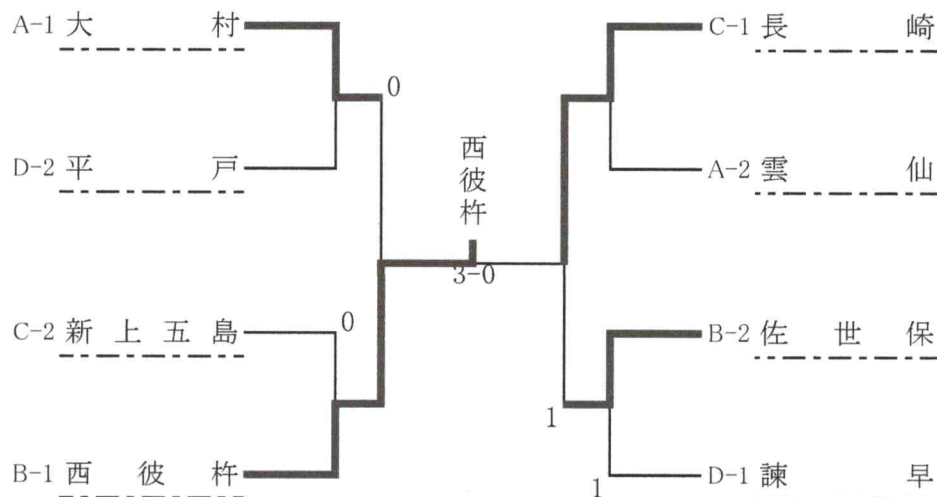 A-1 大村
0
D-2 平戸
C-2 新上五島
0
B-1 西彼杵
西彼杵
3-0
C-1 長崎
A-2 雲仙
B-2 佐世保
1
D-1 諫早
1